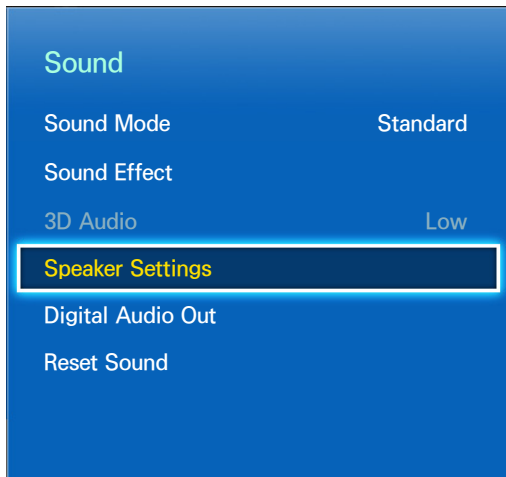 Sound
Sound Mode Standard
Sound Effect
3D Audio Low
Speaker Settings
Digital Audio Out
Reset Sound